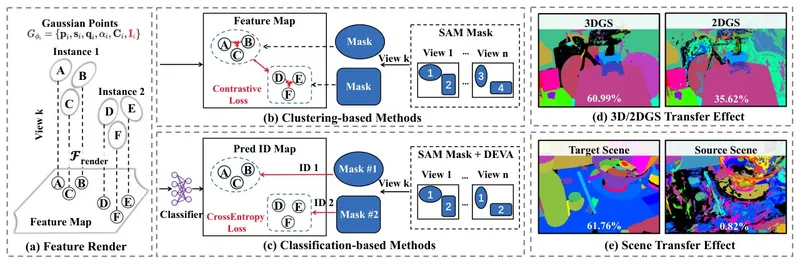 Gaussian Points
G_{ϕ_i} = {p_i, s_i, q_i, α_i, C_i, I_i}
Instance 1
A
B
C
Instance 2
D
E
F
View k
F_render
A
B
C
D
E
F
Feature Map
(a) Feature Render
Feature Map
A
B
C
D
E
F
Contrastive
Loss
Mask
Mask
View k
SAM Mask
View 1
...
View n
1
2
...
3
4
(b) Clustering-based Methods
Classifier
Pred ID Map
A
B
C
D
E
F
CrossEntropy
Loss
ID 1
ID 2
Mask #1
Mask #2
View k
SAM Mask + DEVA
View 1
...
View n
1
2
...
1
2
(c) Classification-based Methods
3DGS
2DGS
60.99%
35.62%
(d) 3D/2DGS Transfer Effect
Target Scene
Source Scene
61.76%
0.82%
(e) Scene Transfer Effect